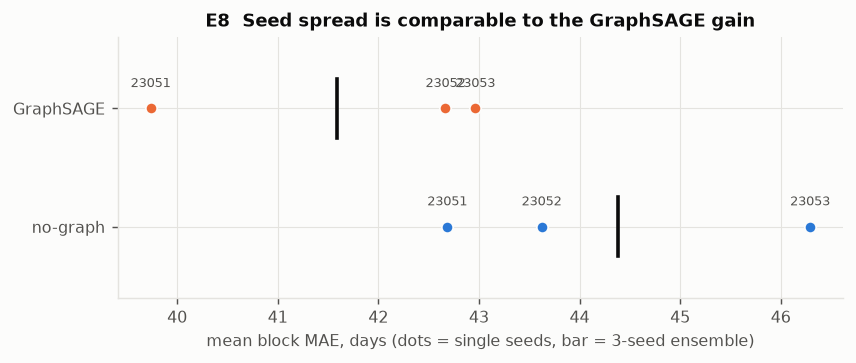 E8 Seed spread is comparable to the GraphSAGE gain
23051 23052 23053
GraphSAGE
23051 23052 23053
no-graph
40 41 42 43 44 45 46
mean block MAE, days (dots = single seeds, bar = 3-seed ensemble)